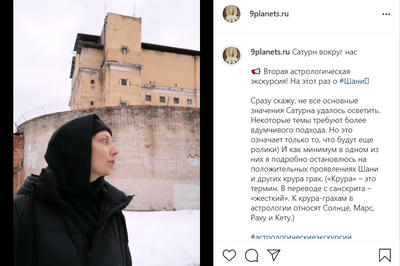 9planets.ru
9planets.ru Сатурн вокруг нас
📢 Вторая астрологическая
экскурсия! На этот раз о
#Шани
Сразу скажу, не все основные
значения Сатурна удалось осветить.
Некоторые темы требуют более
вдумчивого подхода. Но это
означает только то, что будут еще
ролики) И как минимум в одном из
них я подробно остановлюсь на
положительных проявлениях Шани
и других крура грах. («Крура» – это
термин. В переводе с санскрита –
«жесткий». К крура-грахам в
астрологии относят Солнце, Марс,
Раху и Кету.)
#астрологическиеэкскурсии